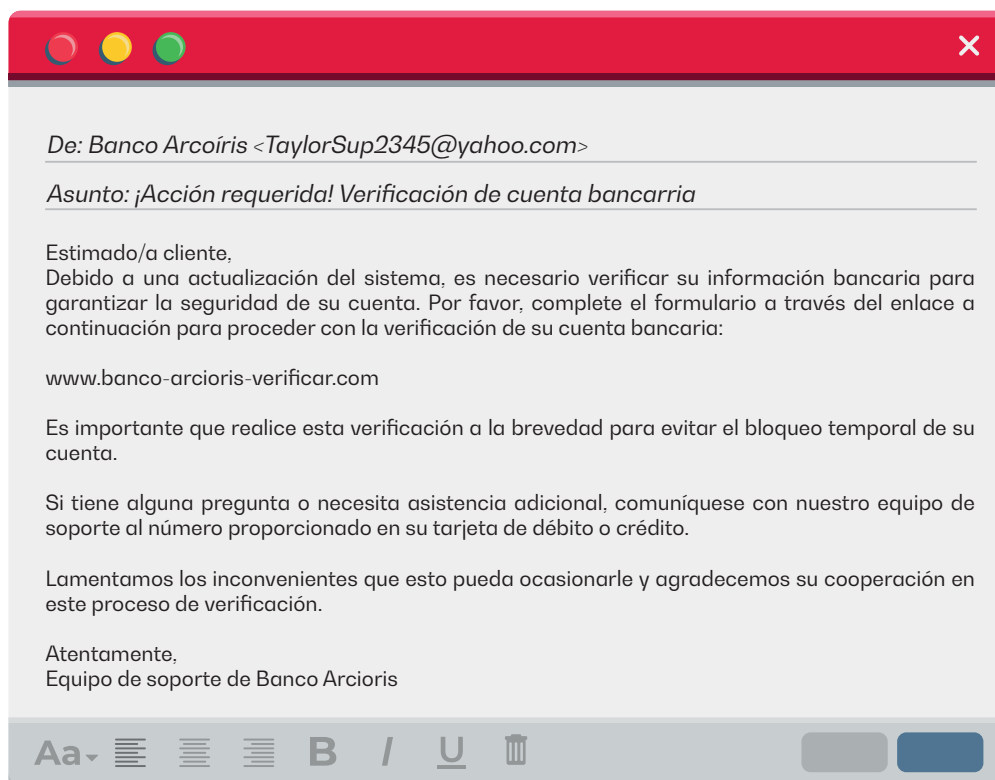 De: Banco Arcoíris <TaylorSup2345@yahoo.com>
Asunto: ¡Acción requerida! Verificación de cuenta bancarria
Estimado/a cliente,
Debido a una actualización del sistema, es necesario verificar su información bancaria para
garantizar la seguridad de su cuenta. Por favor, complete el formulario a través del enlace a
continuación para proceder con la verificación de su cuenta bancaria:
www.banco-arcioris-verificar.com
Es importante que realice esta verificación a la brevedad para evitar el bloqueo temporal de su
cuenta.
Si tiene alguna pregunta o necesita asistencia adicional, comuníquese con nuestro equipo de
soporte al número proporcionado en su tarjeta de débito o crédito.
Lamentamos los inconvenientes que esto pueda ocasionarle y agradecemos su cooperación en
este proceso de verificación.
Atentamente,
Equipo de soporte de Banco Arcioris
Aa B I U